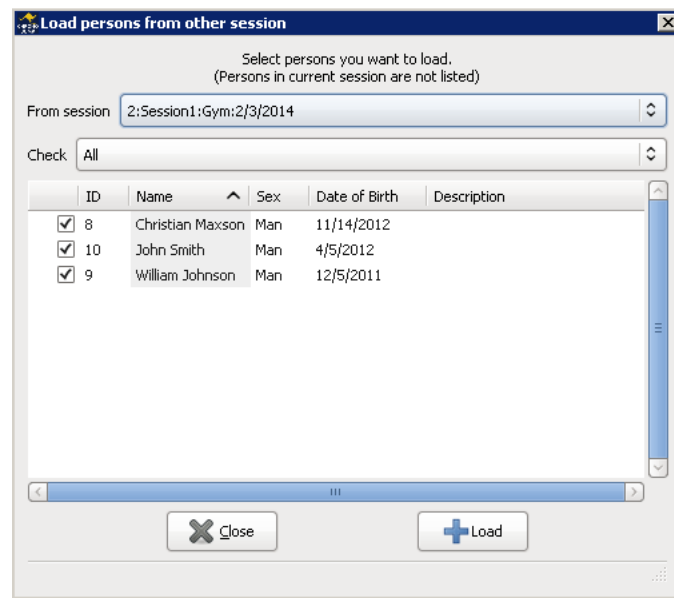 Load persons from other session
Select persons you want to load.
(Persons in current session are not listed)
From session 2:Session1:Gym:2/3/2014
Check All
ID Name Sex Date of Birth Description
8 Christian Maxson Man 11/14/2012
10 John Smith Man 4/5/2012
9 William Johnson Man 12/5/2011
Close Load